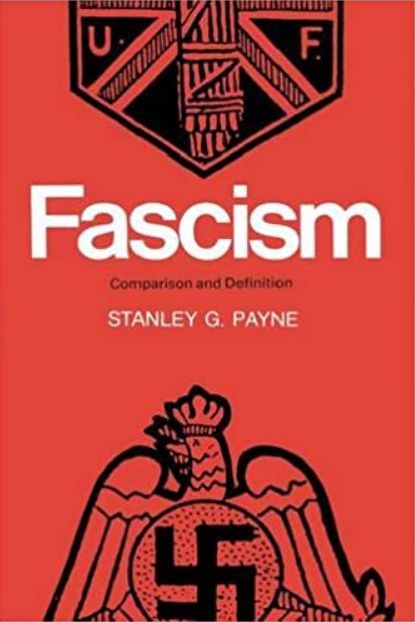 U. F.
Fascism
Comparison and Definition
STANLEY G. PAYNE